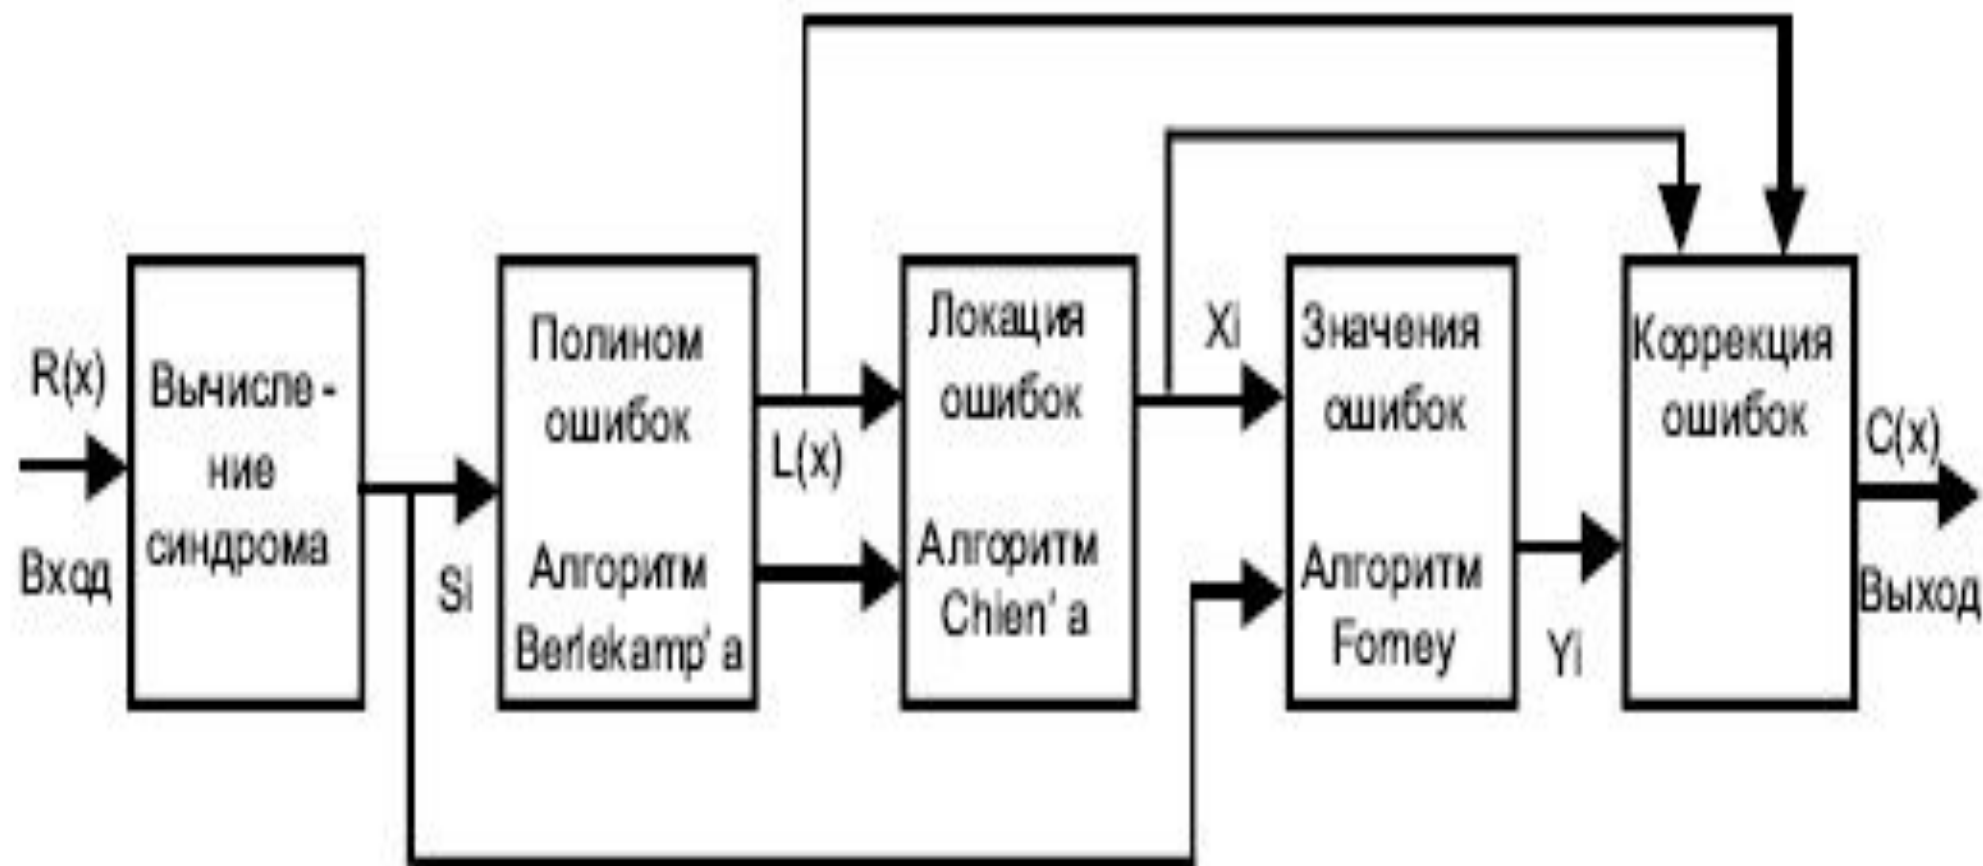 R(x)
Вход
Вычисле -
ние
синдрома
Si
Полином
ошибок
Алгоритм
Berlekamp' a
L(x)
Локация
ошибок
Алгоритм
Chien' a
Xi
Значения
ошибок
Алгоритм
Forney
Yi
Коррекция
ошибок
C(x)
Выход